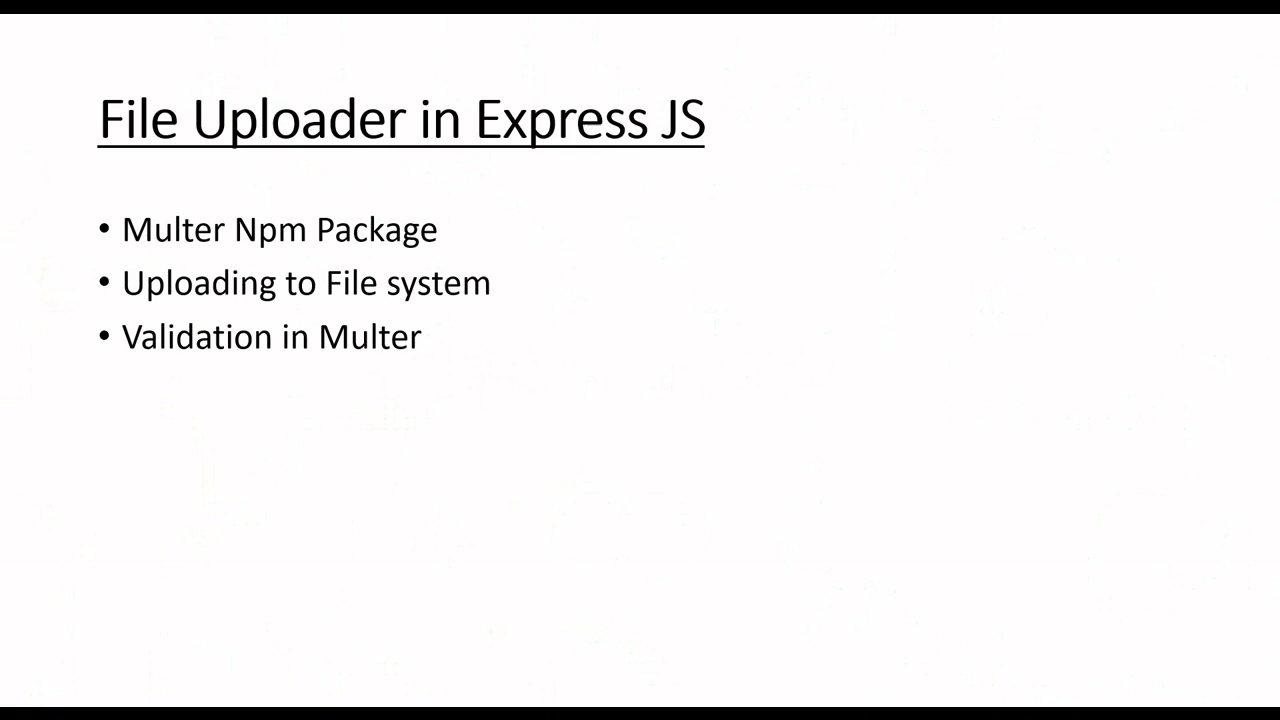 File Uploader in Express JS
• Multer Npm Package
• Uploading to File system
• Validation in Multer